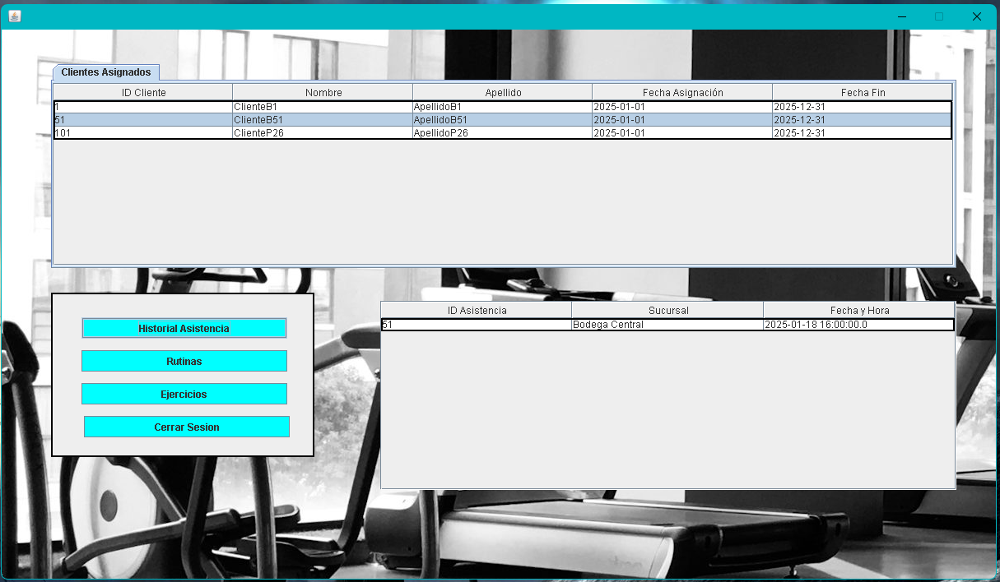 Clientes Asignados
ID Cliente Nombre Apellido Fecha Asignación Fecha Fin
1 ClienteB1 ApellidoB1 2025-01-01 2025-12-31
51 ClienteB51 ApellidoB51 2025-01-01 2025-12-31
101 ClienteP26 ApellidoP26 2025-01-01 2025-12-31
Historial Asistencia
Rutinas
Ejercicios
Cerrar Sesion
ID Asistencia Sucursal Fecha y Hora
51 Bodega Central 2025-01-18 16:00:00.0